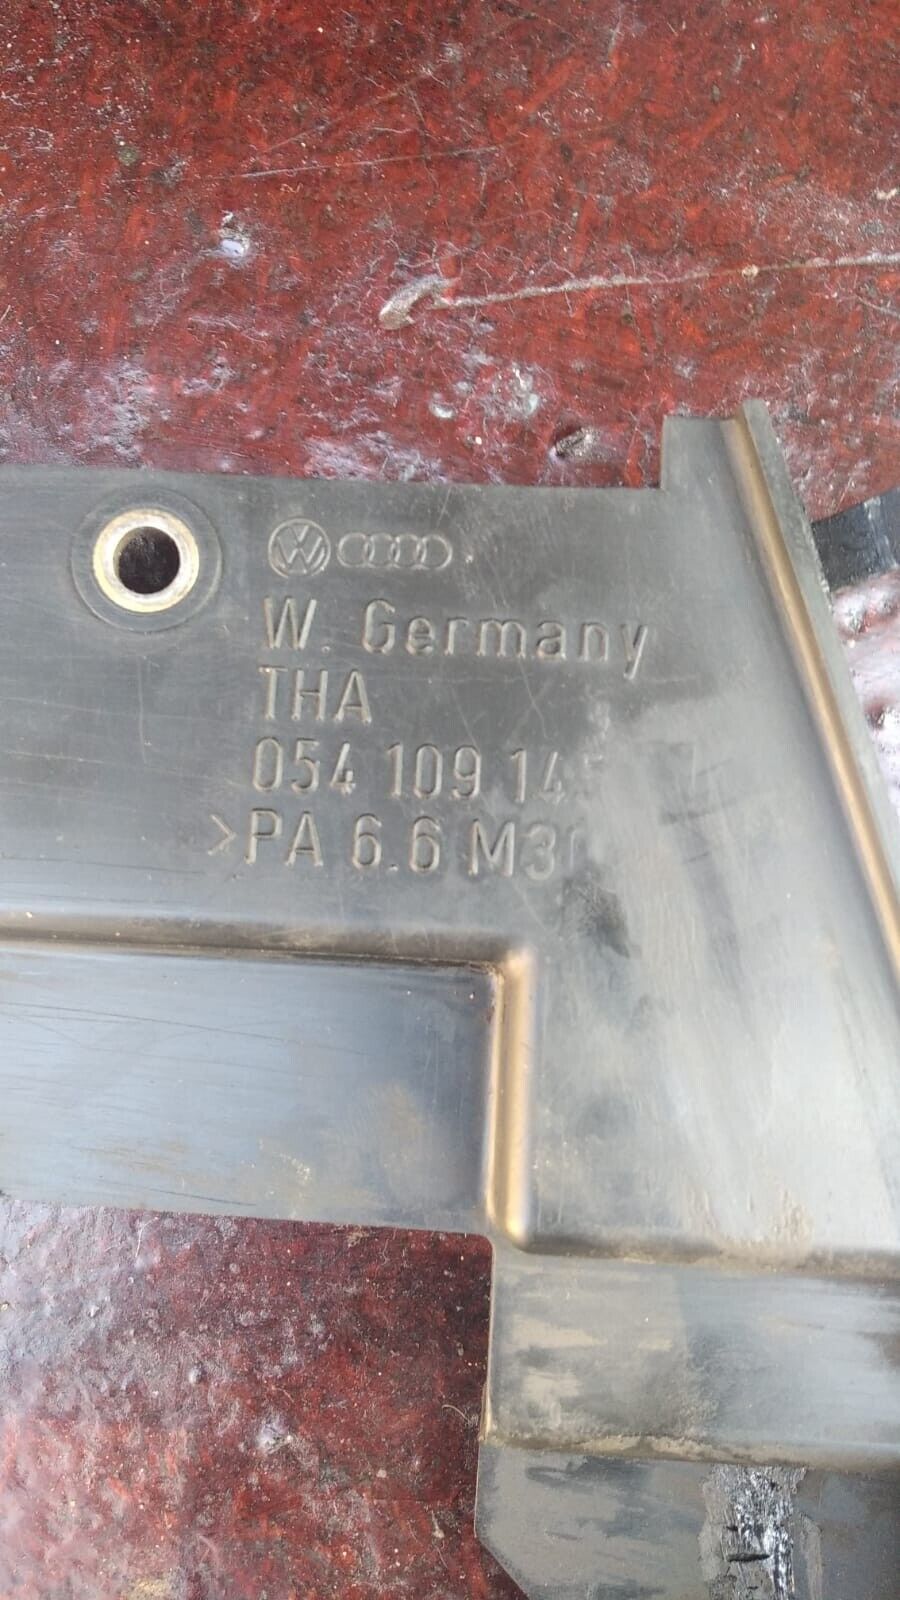 W. Germany
THA
054 109 14
>PA 6.6 M3